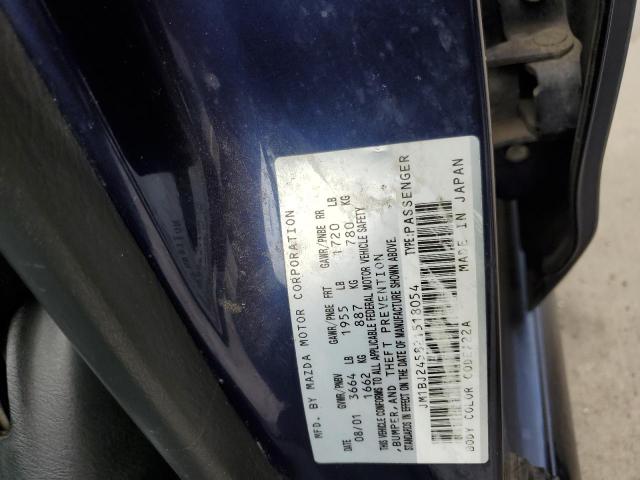 MFD. BY MAZDA MOTOR CORPORATION
DATE GVWR/PNBV GAWR/PNBE FRT GAWR/PNBE RR
08/01 3664 LB 1955 LB 1720 LB
1662 KG 887 KG 780 KG
THIS VEHICLE CONFORMS TO ALL APPLICABLE FEDERAL MOTOR VEHICLE SAFETY
,BUMPER,AND THEFT PREVENTION
STANDARDS IN EFFECT ON THE DATE OF MANUFACTURE SHOWN ABOVE.
TYPE:PASSENGER
BODY COLOR CODE:22A MADE IN JAPAN